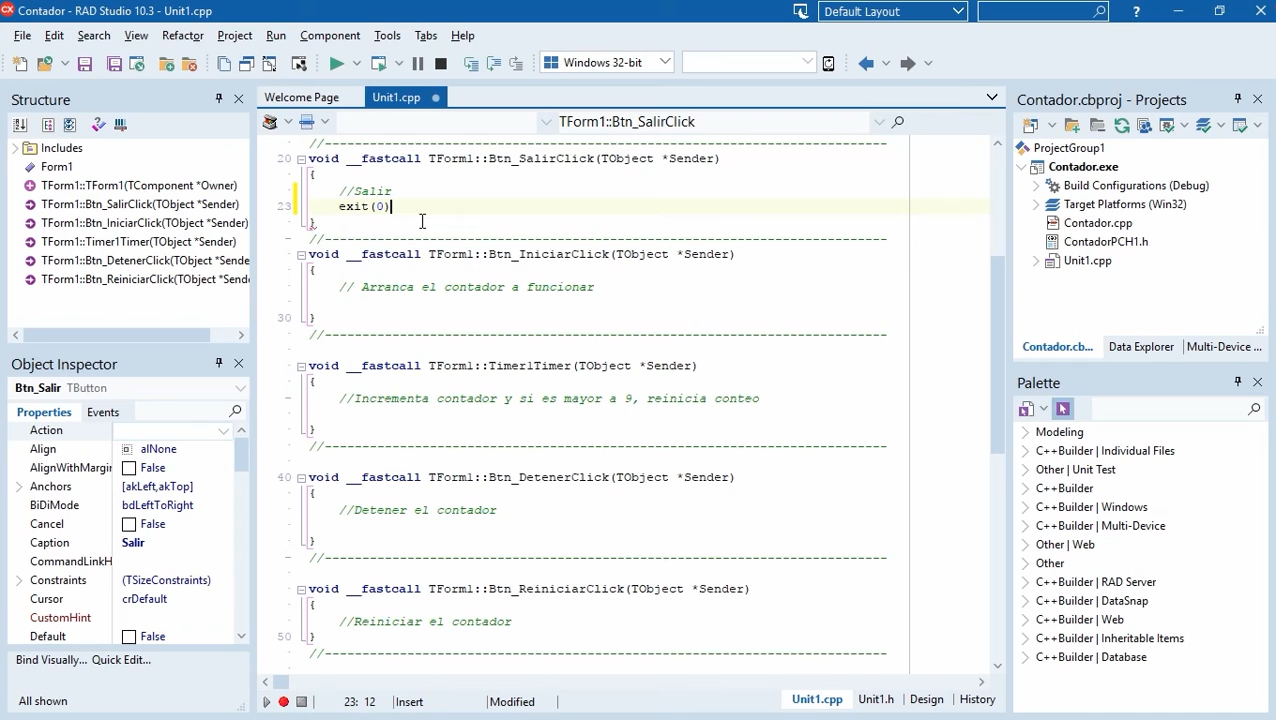 Contador - RAD Studio 10.3 - Unit1.cpp
Default Layout
?
File Edit Search View Refactor Project Run Component Tools Tabs Help
Windows 32-bit
Structure
Includes
Form1
TForm1::TForm1(TComponent *Owner)
TForm1::Btn_SalirClick(TObject *Sender)
TForm1::Btn_IniciarClick(TObject *Sender)
TForm1::Timer1Timer(TObject *Sender)
TForm1::Btn_DetenerClick(TObject *Sende
TForm1::Btn_ReiniciarClick(TObject *Send
Object Inspector
Btn_Salir TButton
Properties Events
Action
Align alNone
AlignWithMargin False
Anchors [akLeft,akTop]
BiDiMode bdLeftToRight
Cancel False
Caption Salir
CommandLinkH
Constraints (TSizeConstraints)
Cursor crDefault
CustomHint
Default False
Bind Visually... Quick Edit...
All shown
Welcome Page Unit1.cpp
TForm1::Btn_SalirClick
//---------------------------------------------------------------------------
20 void __fastcall TForm1::Btn_SalirClick(TObject *Sender)
{
//Salir
23 exit(0)
}
//---------------------------------------------------------------------------
void __fastcall TForm1::Btn_IniciarClick(TObject *Sender)
{
// Arranca el contador a funcionar
30 }
//---------------------------------------------------------------------------
void __fastcall TForm1::Timer1Timer(TObject *Sender)
{
//Incrementa contador y si es mayor a 9, reinicia conteo
}
//---------------------------------------------------------------------------
40 void __fastcall TForm1::Btn_DetenerClick(TObject *Sender)
{
//Detener el contador
}
//---------------------------------------------------------------------------
void __fastcall TForm1::Btn_ReiniciarClick(TObject *Sender)
{
//Reiniciar el contador
50 }
//---------------------------------------------------------------------------
23: 12 Insert Modified
Unit1.cpp Unit1.h Design History
Contador.cbproj - Projects
ProjectGroup1
Contador.exe
Build Configurations (Debug)
Target Platforms (Win32)
Contador.cpp
ContadorPCH1.h
Unit1.cpp
Contador.cb... Data Explorer Multi-Device ...
Palette
Modeling
C++Builder | Individual Files
Other | Unit Test
C++Builder
C++Builder | Windows
C++Builder | Multi-Device
Other | Web
Other
C++Builder | RAD Server
C++Builder | DataSnap
C++Builder | Web
C++Builder | Inheritable Items
C++Builder | Database